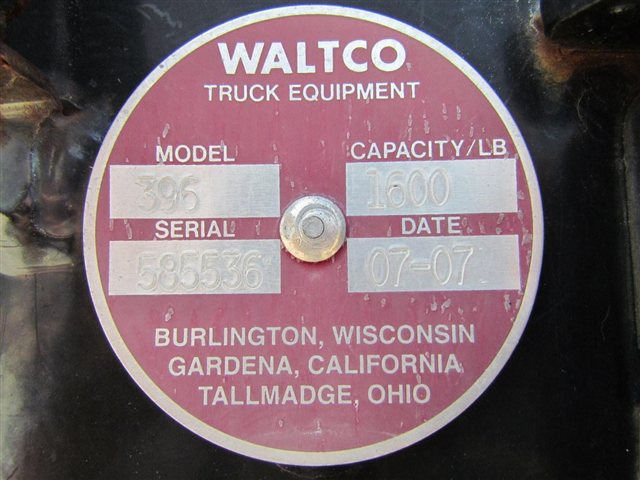 WALTCO
TRUCK EQUIPMENT
MODEL CAPACITY/LB
396 1600
SERIAL DATE
585536 07-07
BURLINGTON, WISCONSIN
GARDENA, CALIFORNIA
TALLMADGE, OHIO